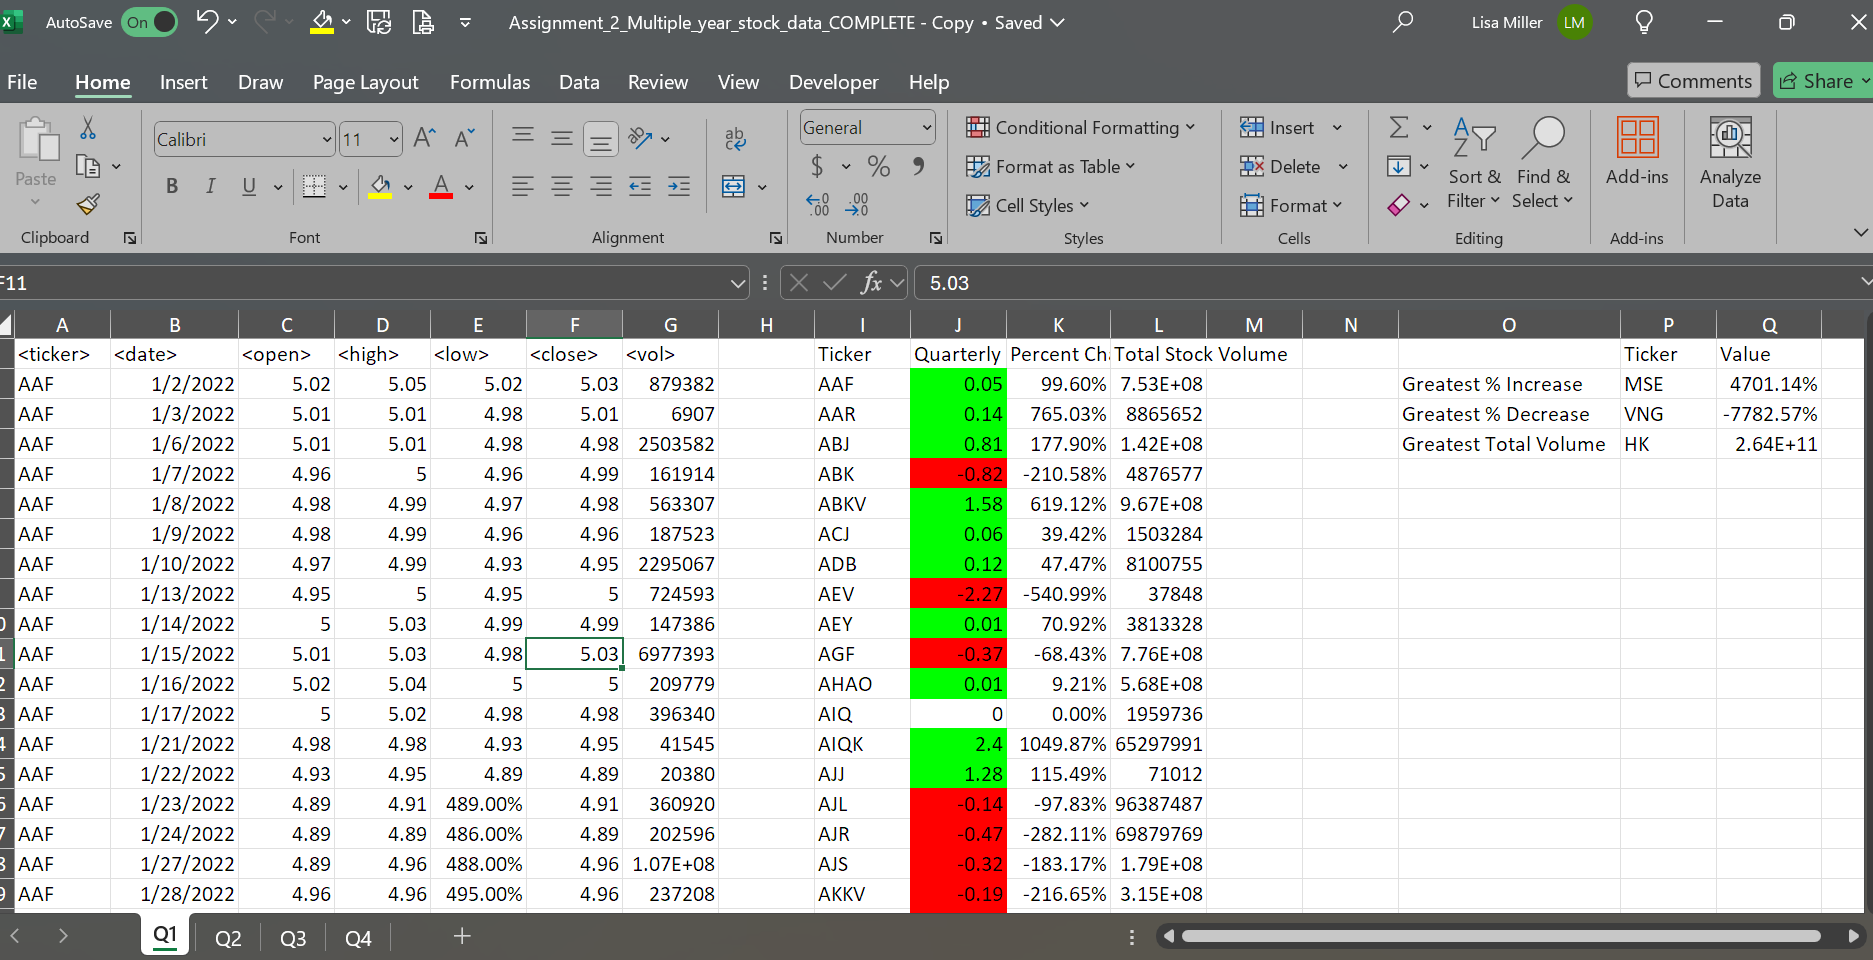 AutoSave On Assignment_2_Multiple_year_stock_data_COMPLETE - Copy • Saved Lisa Miller LM
File Home Insert Draw Page Layout Formulas Data Review View Developer Help Comments Share
Calibri 11 General Conditional Formatting Insert
Paste Format as Table Delete Sort & Find & Add-ins Analyze
B I U Cell Styles Format Filter Select Data
Clipboard Font Alignment Number Styles Cells Editing Add-ins
F11 fx 5.03
A B C D E F G H I J K L M N O P Q
<ticker> <date> <open> <high> <low> <close> <vol> Ticker Quarterly Percent Ch Total Stock Volume Ticker Value
AAF 1/2/2022 5.02 5.05 5.02 5.03 879382 AAF 0.05 99.60% 7.53E+08 Greatest % Increase MSE 4701.14%
AAF 1/3/2022 5.01 5.01 4.98 5.01 6907 AAR 0.14 765.03% 8865652 Greatest % Decrease VNG -7782.57%
AAF 1/6/2022 5.01 5.01 4.98 4.98 2503582 ABJ 0.81 177.90% 1.42E+08 Greatest Total Volume HK 2.64E+11
AAF 1/7/2022 4.96 5 4.96 4.99 161914 ABK -0.82 -210.58% 4876577
AAF 1/8/2022 4.98 4.99 4.97 4.98 563307 ABKV 1.58 619.12% 9.67E+08
AAF 1/9/2022 4.98 4.99 4.96 4.96 187523 ACJ 0.06 39.42% 1503284
AAF 1/10/2022 4.97 4.99 4.93 4.95 2295067 ADB 0.12 47.47% 8100755
AAF 1/13/2022 4.95 5 4.95 5 724593 AEV -2.27 -540.99% 37848
AAF 1/14/2022 5 5.03 4.99 4.99 147386 AEY 0.01 70.92% 3813328
AAF 1/15/2022 5.01 5.03 4.98 5.03 6977393 AGF -0.37 -68.43% 7.76E+08
AAF 1/16/2022 5.02 5.04 5 5 209779 AHAO 0.01 9.21% 5.68E+08
AAF 1/17/2022 5 5.02 4.98 4.98 396340 AIQ 0 0.00% 1959736
AAF 1/21/2022 4.98 4.98 4.93 4.95 41545 AIQK 2.4 1049.87% 65297991
AAF 1/22/2022 4.93 4.95 4.89 4.89 20380 AJJ 1.28 115.49% 71012
AAF 1/23/2022 4.89 4.91 489.00% 4.91 360920 AJL -0.14 -97.83% 96387487
AAF 1/24/2022 4.89 4.89 486.00% 4.89 202596 AJR -0.47 -282.11% 69879769
AAF 1/27/2022 4.89 4.96 488.00% 4.96 1.07E+08 AJS -0.32 -183.17% 1.79E+08
AAF 1/28/2022 4.96 4.96 495.00% 4.96 237208 AKKV -0.19 -216.65% 3.15E+08
Q1 Q2 Q3 Q4